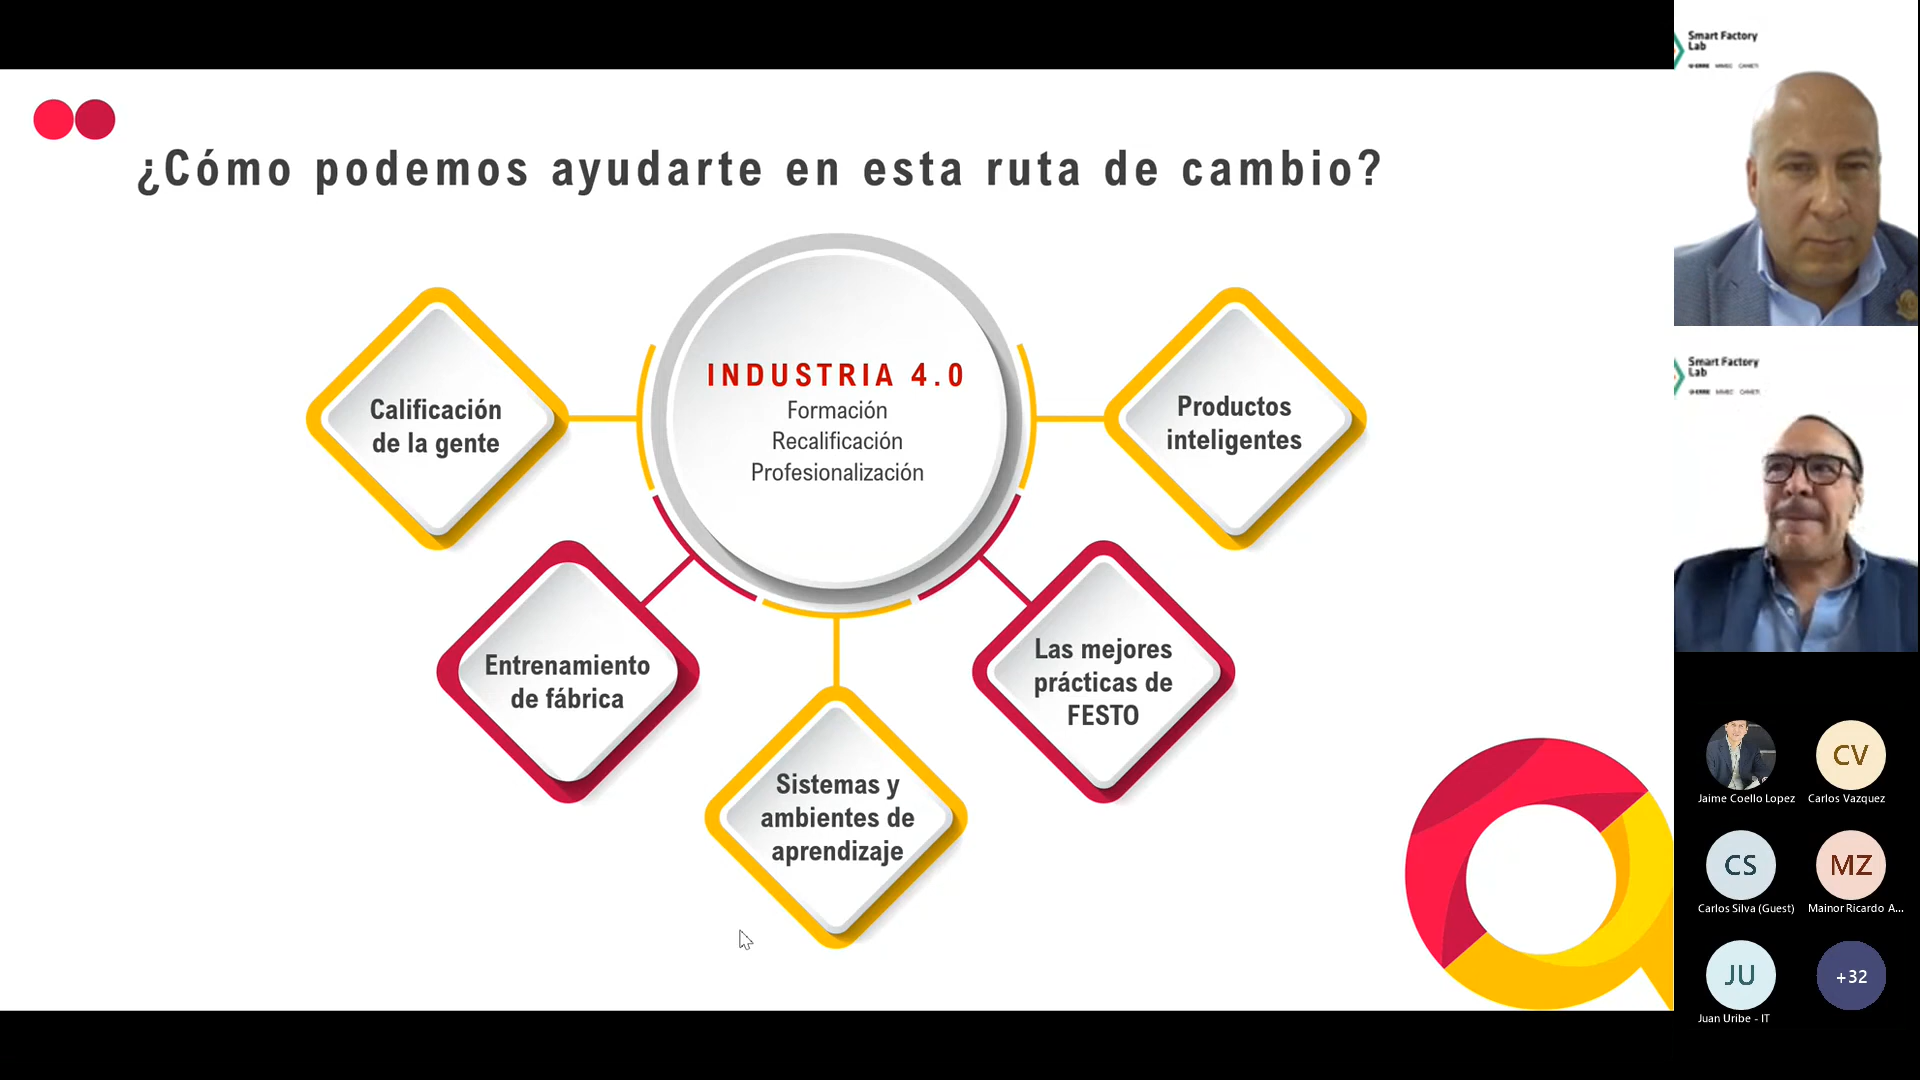 ¿Cómo podemos ayudarte en esta ruta de cambio?
INDUSTRIA 4.0
Formación
Recalificación
Profesionalización
Calificación
de la gente
Productos
inteligentes
Entrenamiento
de fábrica
Las mejores
prácticas de
FESTO
Sistemas y
ambientes de
aprendizaje
Smart Factory
Lab
Smart Factory
Lab
CV
Jaime Coello Lopez
Carlos Vazquez
CS
MZ
Carlos Silva (Guest)
Mainor Ricardo A...
JU
+32
Juan Uribe - IT